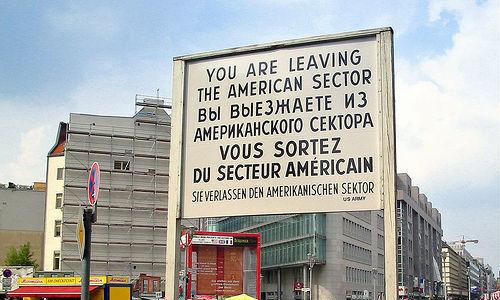 YOU ARE LEAVING
THE AMERICAN SECTOR
ВЫ ВЫЕЗЖАЕТЕ ИЗ
АМЕРИКАНСКОГО СЕКТОРА
VOUS SORTEZ
DU SECTEUR AMÉRICAIN
SIE VERLASSEN DEN AMERIKANISCHEN SEKTOR
US ARMY